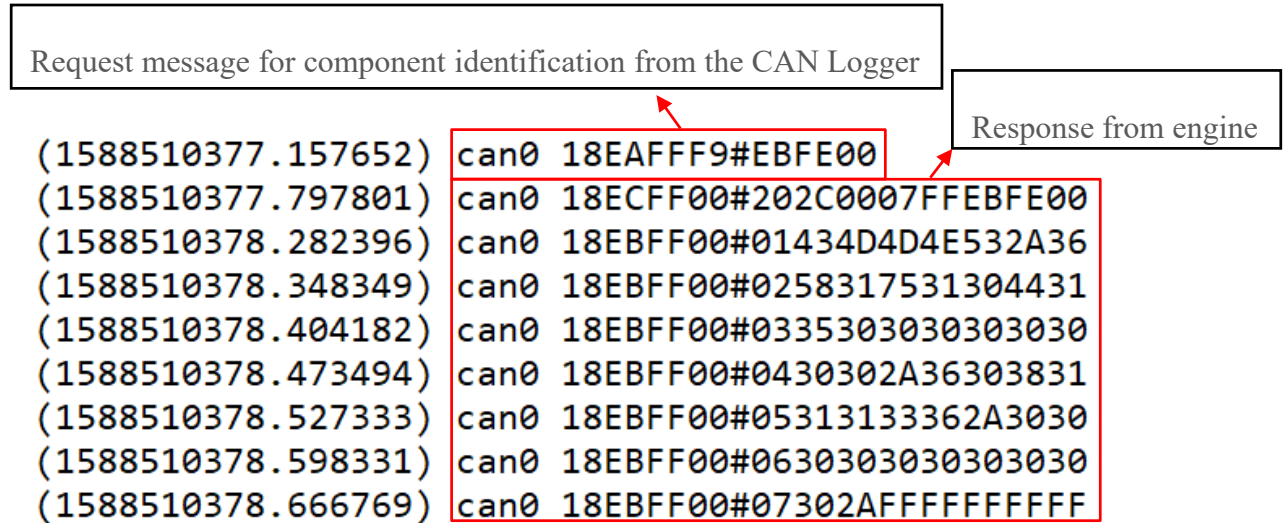 Request message for component identification from the CAN Logger
Response from engine
(1588510377.157652) can0 18EAFFF9#EBFE00
(1588510377.797801) can0 18ECFF00#202C0007FFEBFE00
(1588510378.282396) can0 18EBFF00#01434D4D4E532A36
(1588510378.348349) can0 18EBFF00#0258317531304431
(1588510378.404182) can0 18EBFF00#0335303030303030
(1588510378.473494) can0 18EBFF00#0430302A36303831
(1588510378.527333) can0 18EBFF00#05313133362A3030
(1588510378.598331) can0 18EBFF00#0630303030303030
(1588510378.666769) can0 18EBFF00#07302AFFFFFFFFFF